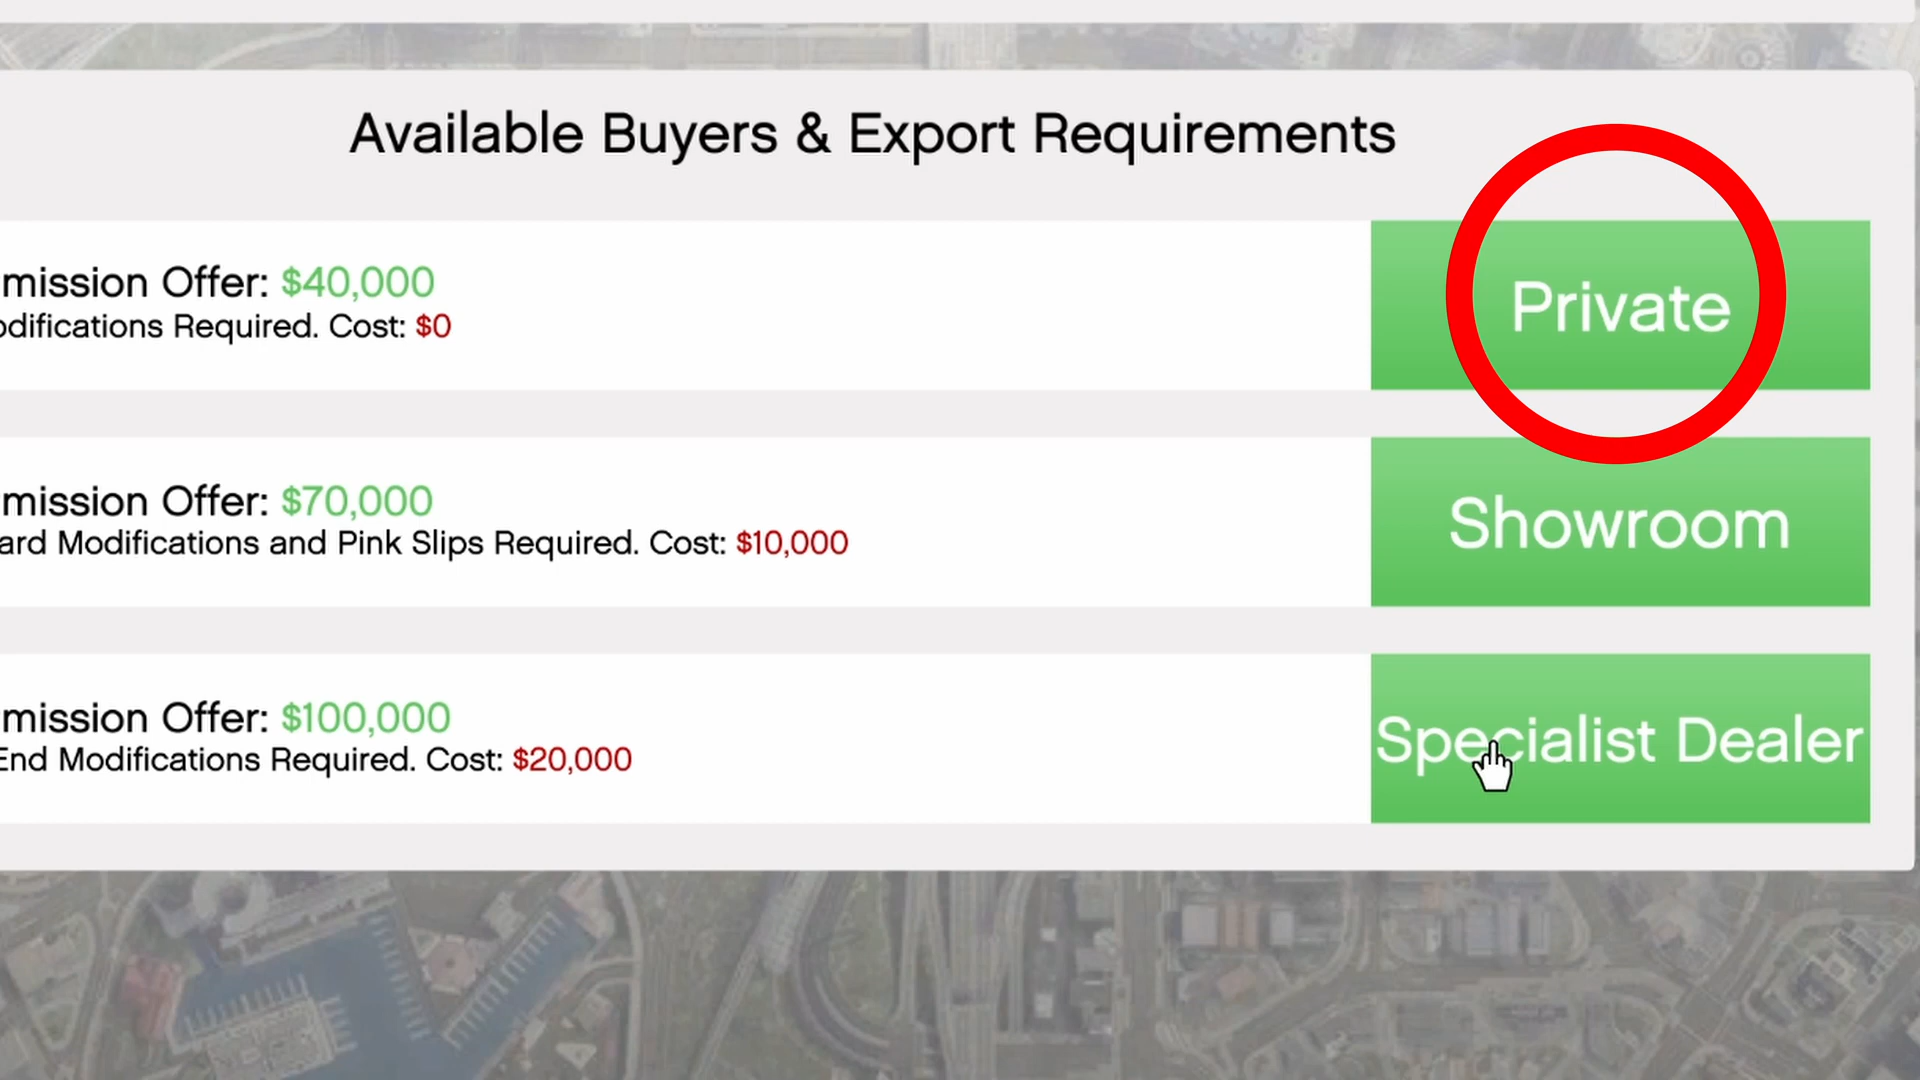 Available Buyers & Export Requirements
mission Offer: $40,000
odifications Required. Cost: $0
Private
mission Offer: $70,000
ard Modifications and Pink Slips Required. Cost: $10,000
Showroom
mission Offer: $100,000
End Modifications Required. Cost: $20,000
Specialist Dealer